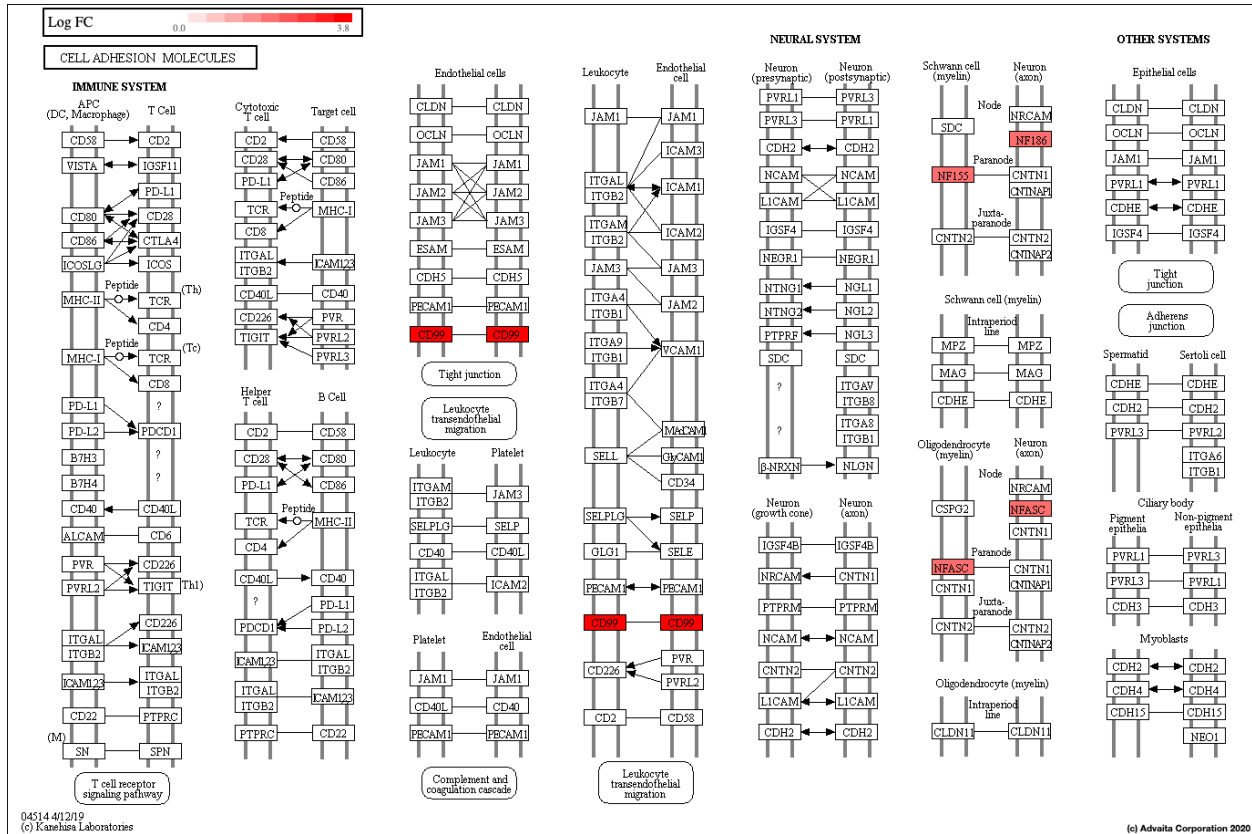 Log FC
0.0
3.8
CELL ADHESION MOLECULES
IMMUNE SYSTEM
APC
(DC, Macrophage)
T Cell
CD58
CD2
VISTA
IGSF11
PD-L1
CD80
CD28
CD86
CTLA4
ICOSLG
ICOS
Peptide
(Th)
MHC-II
TCR
CD4
Peptide
(Tc)
MHC-I
TCR
CD8
PD-L1
?
PD-L2
PDCD1
B7H3
?
B7H4
?
CD40
CD40L
ALCAM
CD6
PVR
CD226
PVRL2
TIGIT
Th1)
CD226
ITGAL
ITGB2
ICAM123
ICAM123
ITGAL
ITGB2
CD22
PTPRC
(M)
SN
SPN
T cell receptor
signaling pathway
Cytotoxic
T cell
Target cell
CD2
CD58
CD28
CD80
PD-L1
CD86
Peptide
TCR
MHC-I
CD8
ITGAL
ITGB2
ICAM123
CD40L
CD40
CD226
PVR
TIGIT
PVRL2
PVRL3
Helper
T cell
B Cell
CD2
CD58
CD28
CD80
PD-L1
CD86
Peptide
TCR
MHC-II
CD4
CD40L
CD40
?
PD-L1
PDCD1
PD-L2
ICAM123
ITGAL
ITGB2
ITGAL
ITGB2
ICAM123
PTPRC
CD22
Endothelial cells
CLDN
CLDN
OCLN
OCLN
JAM1
JAM1
JAM2
JAM2
JAM3
JAM3
ESAM
ESAM
CDH5
CDH5
PECAM1
PECAM1
CD99
CD99
Tight junction
Leukocyte
transendothelial
migration
Leukocyte
Platelet
ITGAM
ITGB2
JAM3
SELPLG
SELP
CD40
CD40L
ITGAL
ITGB2
ICAM2
Platelet
Endothelial
cell
JAM1
JAM1
CD40L
CD40
PECAM1
PECAM1
Complement and
coagulation cascade
Leukocyte
Endothelial
cell
JAM1
JAM1
ICAM3
ITGAL
ITGB2
ICAM1
ITGAM
ITGB2
ICAM2
JAM3
JAM3
ITGA4
ITGB1
JAM2
ITGA9
ITGB1
VCAM1
ITGA4
ITGB7
MAdCAM1
SELL
GlyCAM1
CD34
SELPLG
SELP
GLG1
SELE
PECAM1
PECAM1
CD99
CD99
CD226
PVR
PVRL2
CD2
CD58
Leukocyte
transendothelial
migration
NEURAL SYSTEM
Neuron
(presynaptic)
Neuron
(postsynaptic)
PVRL1
PVRL3
PVRL3
PVRL1
CDH2
CDH2
NCAM
NCAM
L1CAM
L1CAM
IGSF4
IGSF4
NEGR1
NEGR1
NTNG1
NGL1
NTNG2
NGL2
PTPRF
NGL3
SDC
SDC
?
ITGAV
ITGB8
?
ITGA8
ITGB1
β-NRXN
NLGN
Neuron
(growth cone)
Neuron
(axon)
IGSF4B
IGSF4B
NRCAM
CNTN1
PTPRM
PTPRM
NCAM
NCAM
CNTN2
CNTN2
L1CAM
L1CAM
CDH2
CDH2
Schwann cell
(myelin)
Neuron
(axon)
Node
NRCAM
SDC
NF186
Paranode
NF155
CNTN1
CNTNAP1
Juxta-
paranode
CNTN2
CNTN2
CNTNAP2
Schwann cell (myelin)
Intraperiod
line
MPZ
MPZ
MAG
MAG
CDHE
CDHE
Oligodendrocyte
(myelin)
Neuron
(axon)
Node
NRCAM
CSPG2
NFASC
CNTN1
Paranode
NFASC
CNTN1
CNTN1
CNTNAP1
Juxta-
paranode
CNTN2
CNTN2
CNTNAP2
Oligodendrocyte (myelin)
Intraperiod
line
CLDN11
CLDN11
OTHER SYSTEMS
Epithelial cells
CLDN
CLDN
OCLN
OCLN
JAM1
JAM1
PVRL1
PVRL1
CDHE
CDHE
IGSF4
IGSF4
Tight
junction
Adherens
junction
Spermatid
Sertoli cell
CDHE
CDHE
CDH2
CDH2
PVRL3
PVRL2
ITGA6
ITGB1
Ciliary body
Pigment
epithelia
Non-pigment
epithelia
PVRL1
PVRL3
PVRL3
PVRL1
CDH3
CDH3
Myoblasts
CDH2
CDH2
CDH4
CDH4
CDH15
CDH15
NEO1
04514 4/12/19
(c) Kanehisa Laboratories
(c) Advaita Corporation 2020